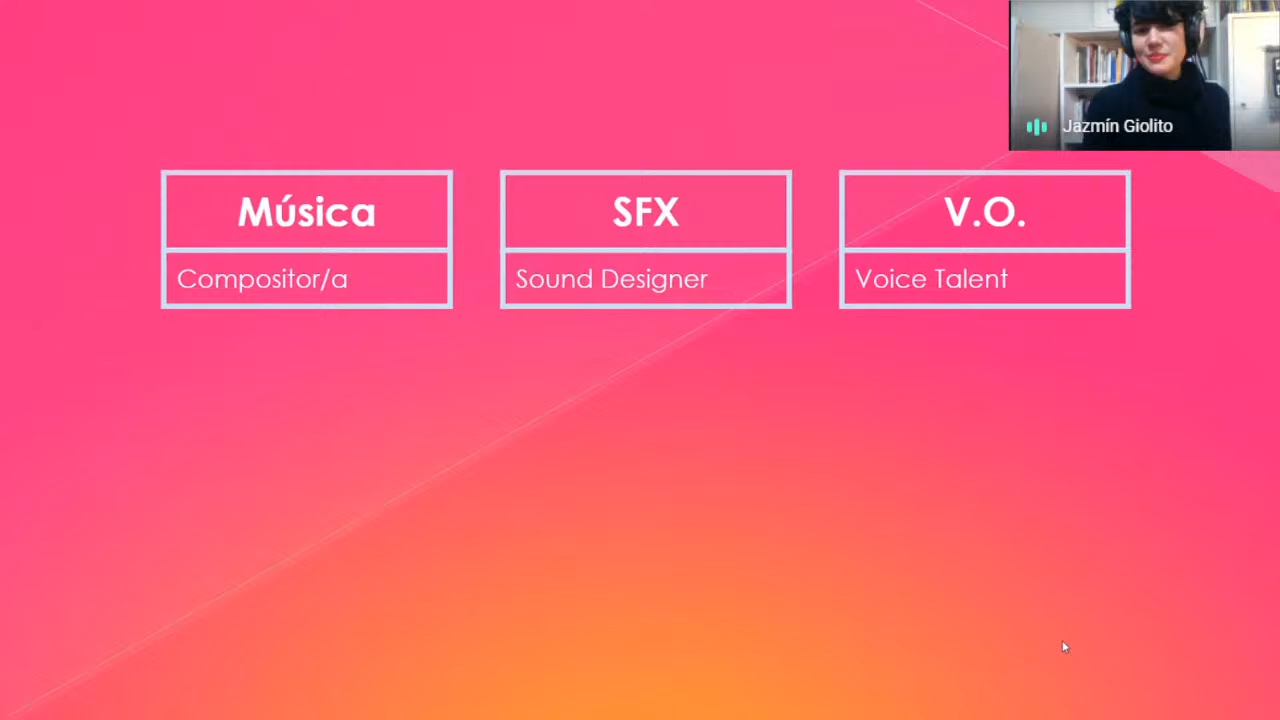 Jazmín Giolito
Música
SFX
V.O.
Compositor/a
Sound Designer
Voice Talent